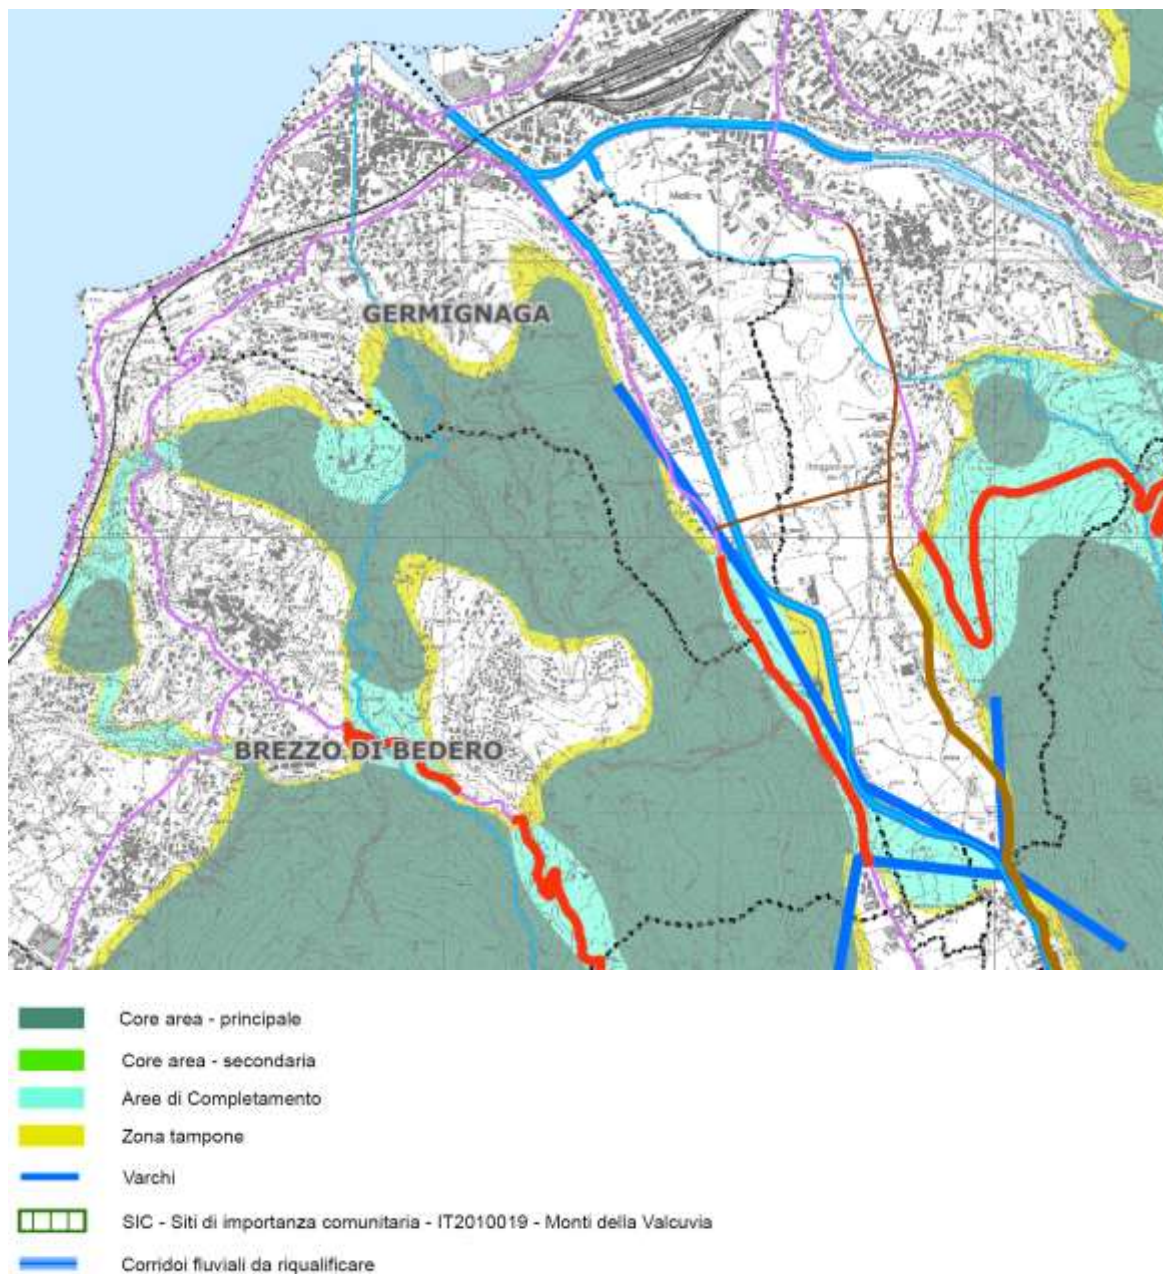 GERMIGNAGA
BREZZO DI BEDERO
Core area - principale
Core area - secondaria
Aree di Completamento
Zona tampone
Varchi
SIC - Siti di importanza comunitaria - IT2010019 - Monti della Valcuvia
Corridoi fluviali da riqualificare